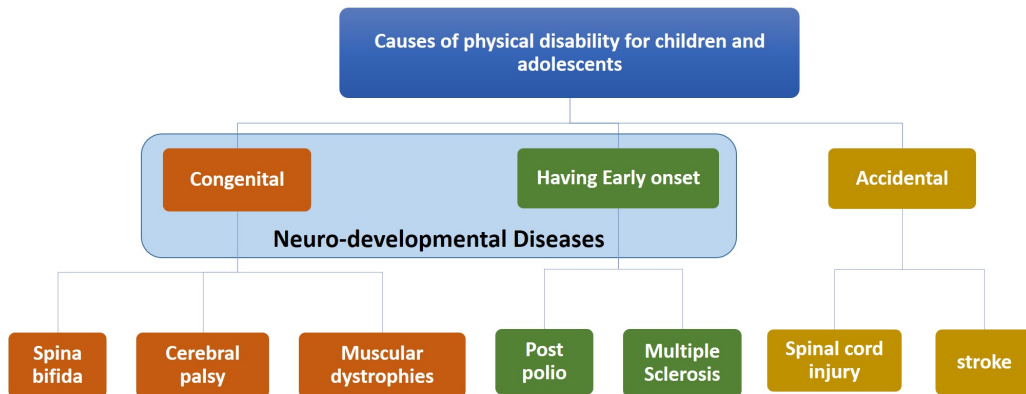 Causes of physical disability for children and
adolescents
Congenital
Having Early onset
Accidental
Neuro-developmental Diseases
Spina
bifida
Cerebral
palsy
Muscular
dystrophies
Post
polio
Multiple
Sclerosis
Spinal cord
injury
stroke